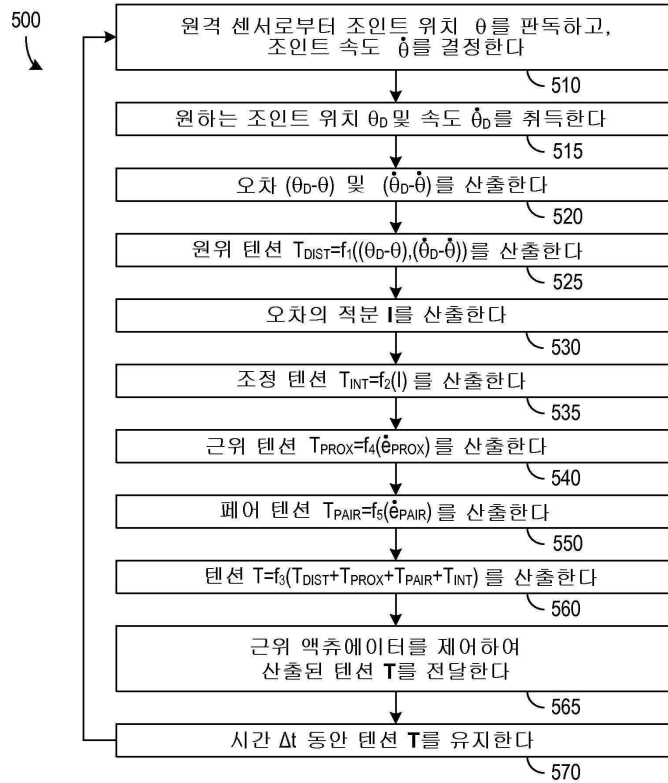 500
원격 센서로부터 조인트 위치 θ를 판독하고,
조인트 속도 θ̇를 결정한다
510
원하는 조인트 위치 θD 및 속도 θ̇D를 취득한다
515
오차 (θD-θ) 및 (θ̇D-θ̇)를 산출한다
520
원위 텐션 TDIST=f1((θD-θ),(θ̇D-θ̇))를 산출한다
525
오차의 적분 I를 산출한다
530
조정 텐션 TINT=f2(I) 를 산출한다
535
근위 텐션 TPROX=f4(ėPROX) 를 산출한다
540
페어 텐션 TPAIR=f5(ėPAIR) 를 산출한다
550
텐션 T=f3(TDIST+TPROX+TPAIR+TINT) 를 산출한다
560
근위 액츄에이터를 제어하여
산출된 텐션 T를 전달한다
565
시간 Δt 동안 텐션 T를 유지한다
570